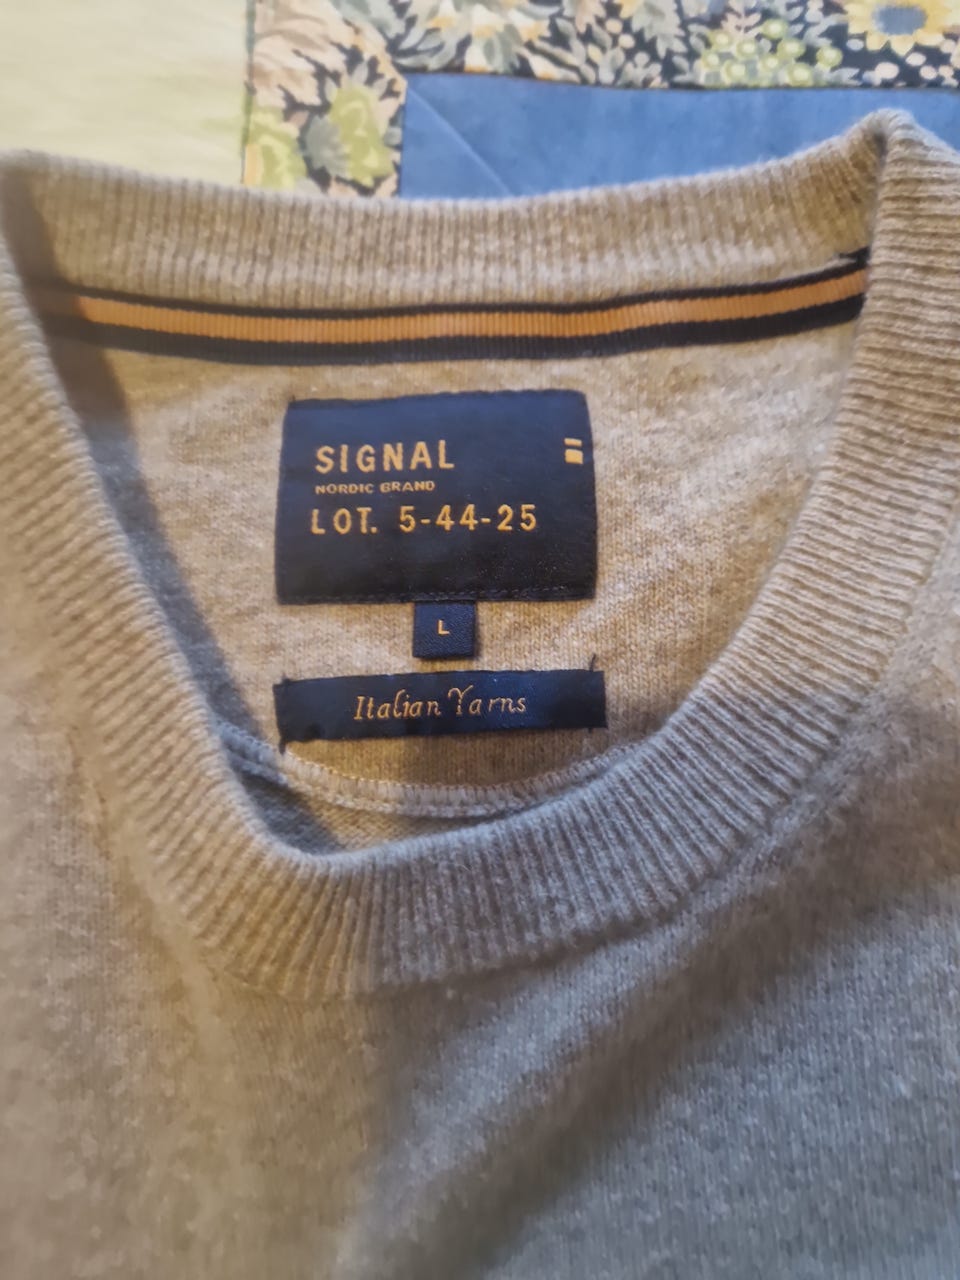 SIGNAL
NORDIC BRAND
LOT. 5-44-25
L
Italian Yarns